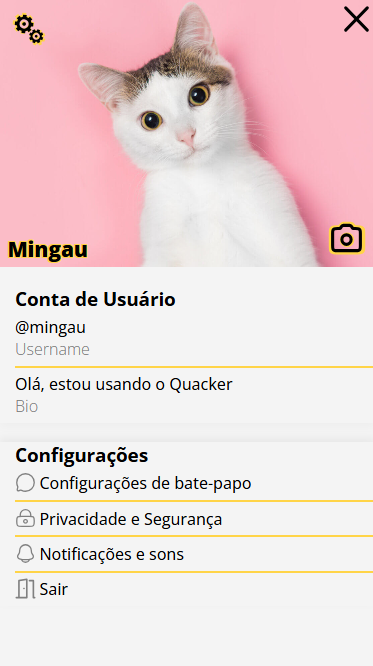 Mingau
Conta de Usuário
@mingau
Username
Olá, estou usando o Quacker
Bio
Configurações
Configurações de bate-papo
Privacidade e Segurança
Notificações e sons
Sair